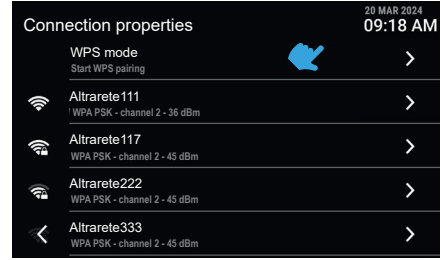 20 MAR 2024
Connection properties
09:18 AM
WPS mode
Start WPS pairing
Altrarete111
WPA PSK - channel 2 - 36 dBm
Altrarete117
WPA PSK - channel 2 - 45 dBm
Altrarete222
WPA PSK - channel 2 - 45 dBm
Altrarete333
WPA PSK - channel 2 - 45 dBm